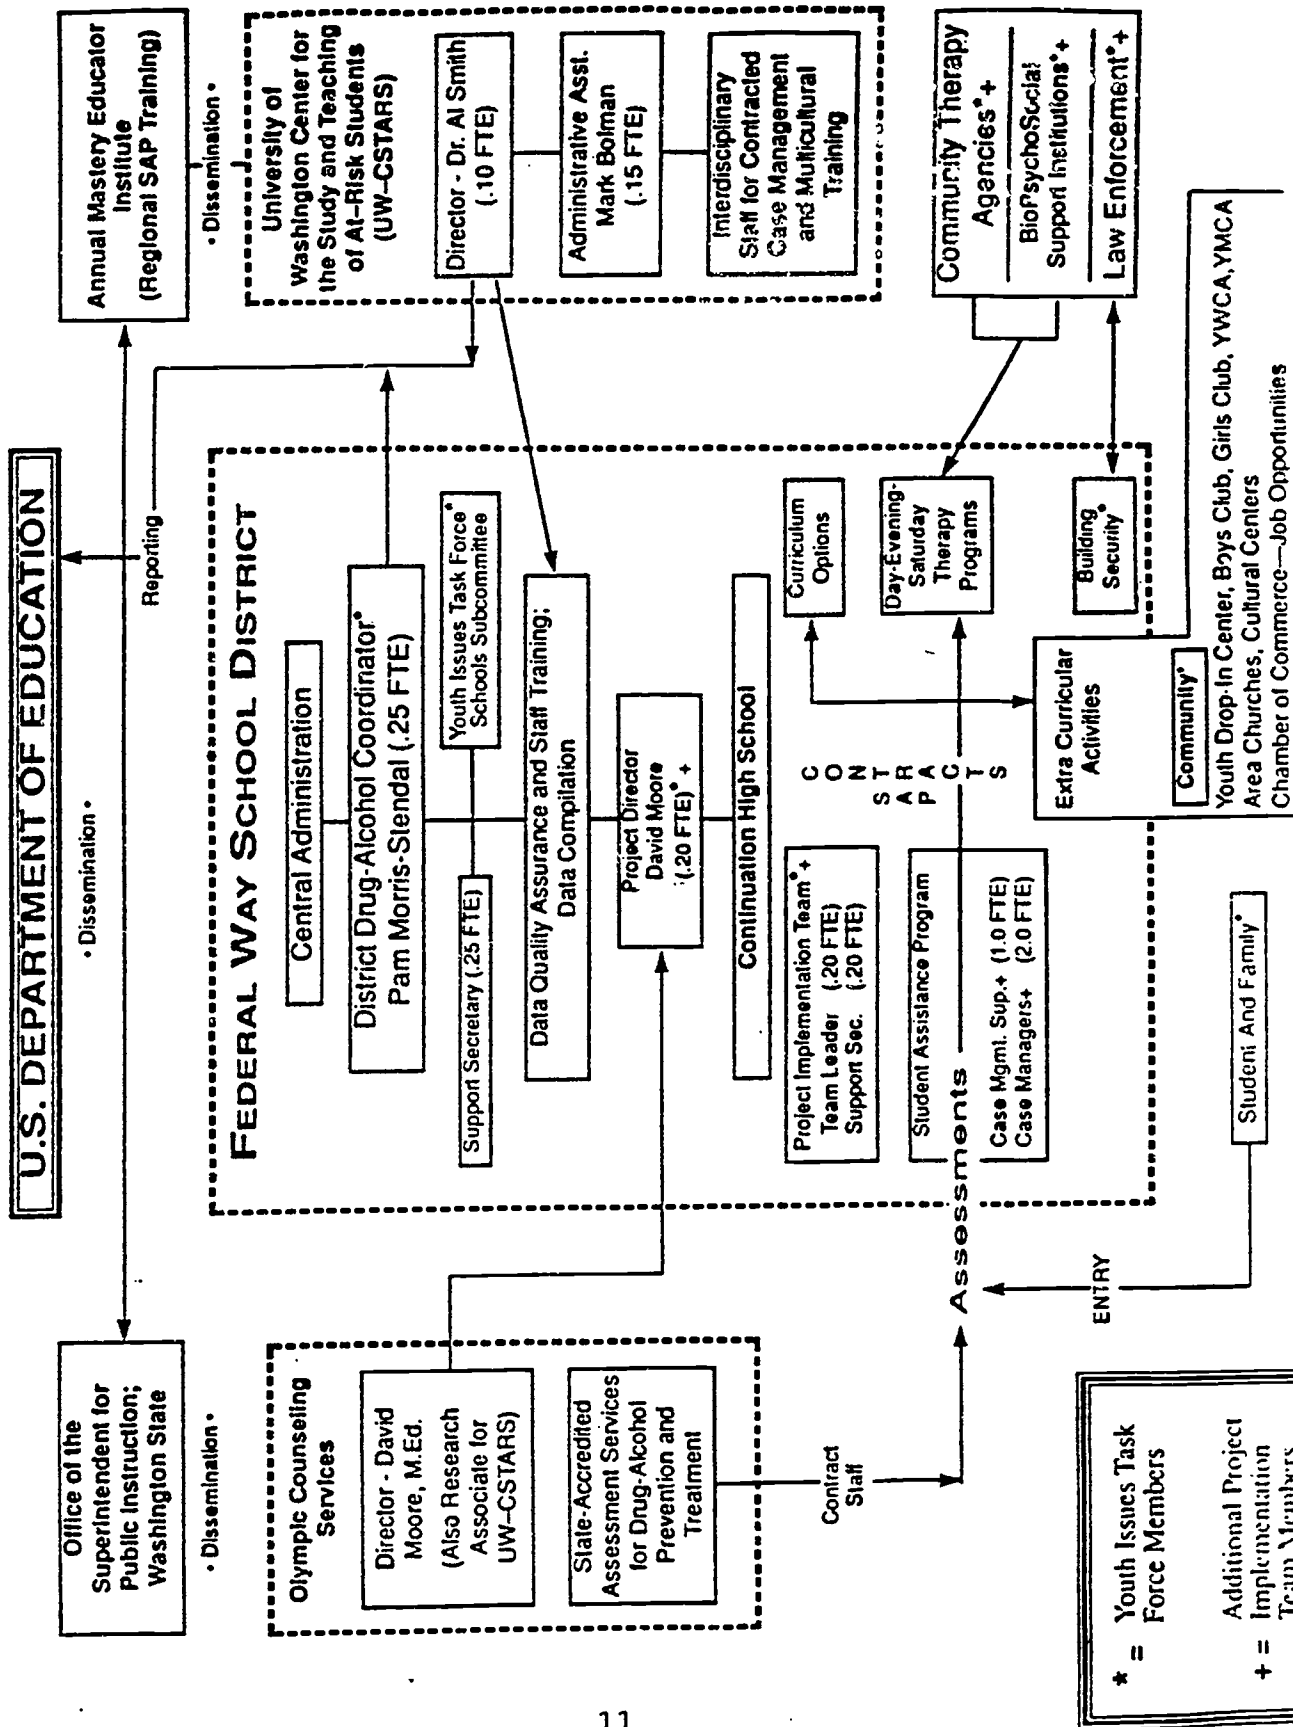 U.S. DEPARTMENT OF EDUCATION
• Dissemination •
Reporting
Office of the
Superintendent for
Public Instruction;
Washington State
• Dissemination •
Annual Mastery Educator
Institute
(Regional SAP Training)
• Dissemination •
Olympic Counseling
Services
Director - David
Moore, M.Ed.
(Also Research
Associate for
UW-CSTARS)
State-Accredited
Assessment Services
for Drug-Alcohol
Prevention and
Treatment
Contract
Staff
FEDERAL WAY SCHOOL DISTRICT
Central Administration
District Drug-Alcohol Coordinator*
Pam Morris-Stendal (.25 FTE)
Support Secretary (.25 FTE)
Youth Issues Task Force*
Schools Subcommittee
Data Quality Assurance and Staff Training;
Data Compilation
Project Director
David Moore
(.20 FTE)* +
Continuation High School
Project Implementation Team*+
Team Leader (.20 FTE)
Support Sec. (.20 FTE)
Student Assistance Program
Case Mgmt. Sup.+ (1.0 FTE)
Case Managers+ (2.0 FTE)
Assessments
CONTRACTS
SAP
Curriculum
Options
Day-Evening-
Saturday
Therapy
Programs
Building
Security*
Extra Curricular
Activities
University of
Washington Center for
the Study and Teaching
of At-Risk Students
(UW-CSTARS)
Director - Dr. Al Smith
(.10 FTE)
Administrative Asst.
Mark Bolman
(.15 FTE)
Interdisciplinary
Staff for Contracted
Case Management
and Multicultural
Training
Community Therapy
Agencies*+
BioPsychoSocial
Support Institutions*+
Law Enforcement*+
Community*
Youth Drop-In Center, Boys Club, Girls Club, YWCA, YMCA
Area Churches, Cultural Centers
Chamber of Commerce—Job Opportunities
ENTRY
Student And Family*
* = Youth Issues Task
Force Members
+ = Additional Project
Implementation
Team Members
11